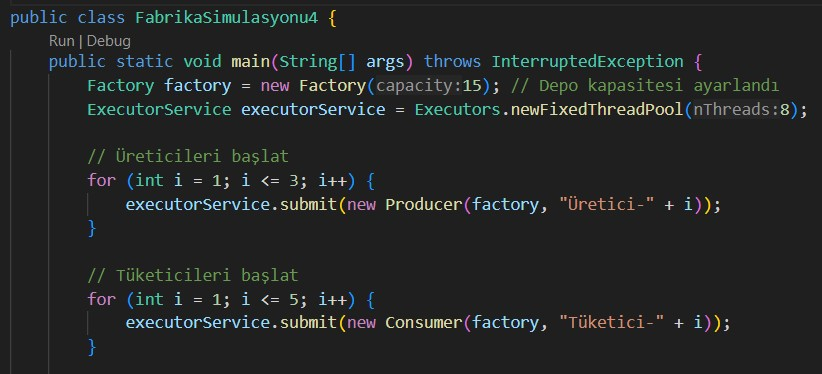 public class FabrikaSimulasyonu4 {
Run | Debug
public static void main(String[] args) throws InterruptedException {
Factory factory = new Factory(capacity:15); // Depo kapasitesi ayarlandı
ExecutorService executorService = Executors.newFixedThreadPool(nThreads:8);
// Üreticileri başlat
for (int i = 1; i <= 3; i++) {
executorService.submit(new Producer(factory, "Üretici-" + i));
}
// Tüketicileri başlat
for (int i = 1; i <= 5; i++) {
executorService.submit(new Consumer(factory, "Tüketici-" + i));
}